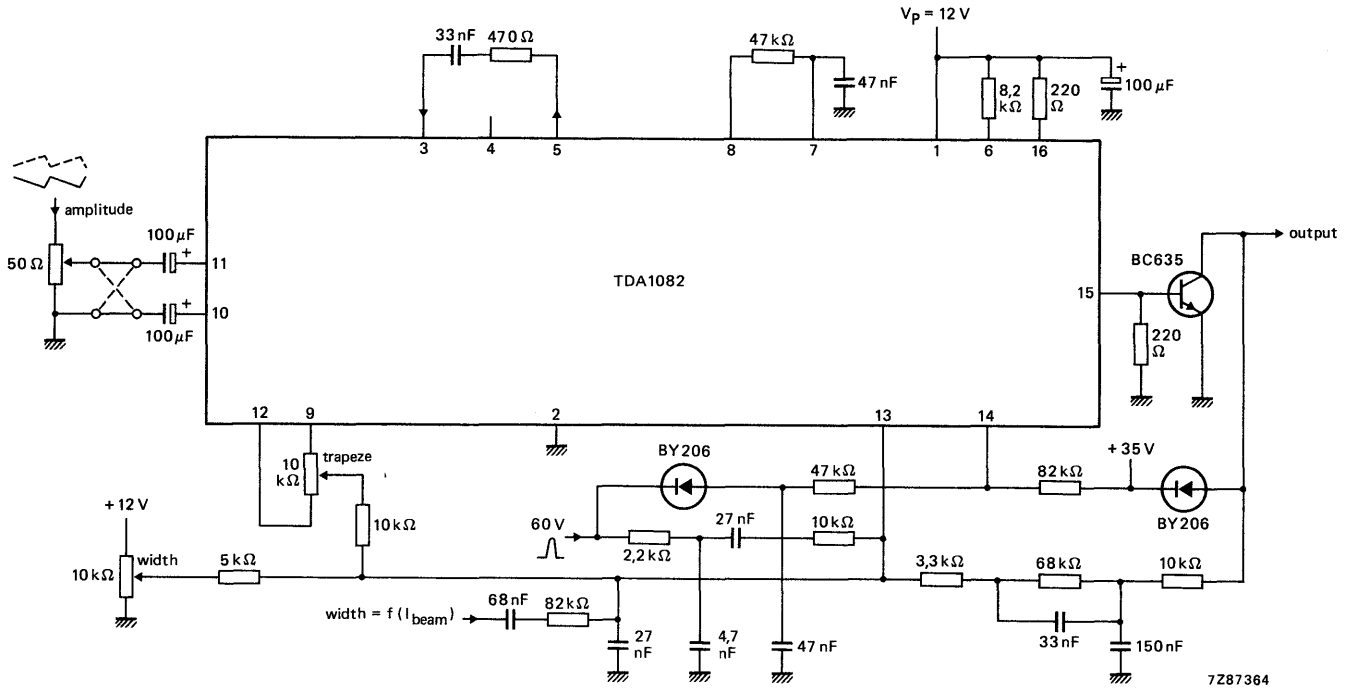 V_P = 12 V
33 nF
470 Ω
47 kΩ
47 nF
8,2 kΩ
220 Ω
+
100 µF
3
4
5
8
7
1
6
16
amplitude
50 Ω
100 µF
+
11
+
10
100 µF
TDA1082
15
BC635
output
220 Ω
12
9
2
13
14
10 kΩ
trapeze
BY206
47 kΩ
82 kΩ
+ 35 V
BY206
+ 12 V
10 kΩ
60 V
27 nF
10 kΩ
2,2 kΩ
width
10 kΩ
5 kΩ
3,3 kΩ
68 kΩ
10 kΩ
width = f (I_beam)
68 nF
82 kΩ
27 nF
4,7 nF
47 nF
33 nF
150 nF
7Z87364